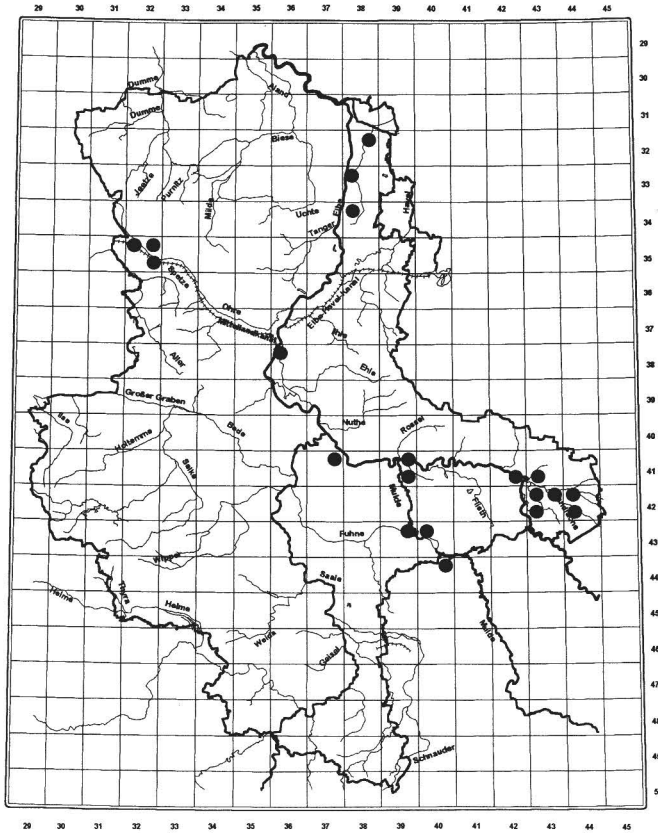 29 30 31 32 33 34 35 36 37 38 39 40 41 42 43 44 45
29
30
31
32
33
34
35
36
37
38
39
40
41
42
43
44
45
46
47
48
49
Dumme
Aland
Dumme
Biese
Jeetze
Purnitz
Milde
Uchte
Elbe
Havel
Tanger
Spetze
Ohre
Elbe-Havel-Kanal
Mittellandkanal
Ihle
Aller
Ehle
Großer Graben
Ilse
Bode
Nuthe
Rossel
Holtemme
Selke
Mulde
Fuhne
Wipper
Saale
Helme
Thyra
Helme
Weida
Geisel
Mulde
Schnauder
29 30 31 32 33 34 35 36 37 38 39 40 41 42 43 44 45